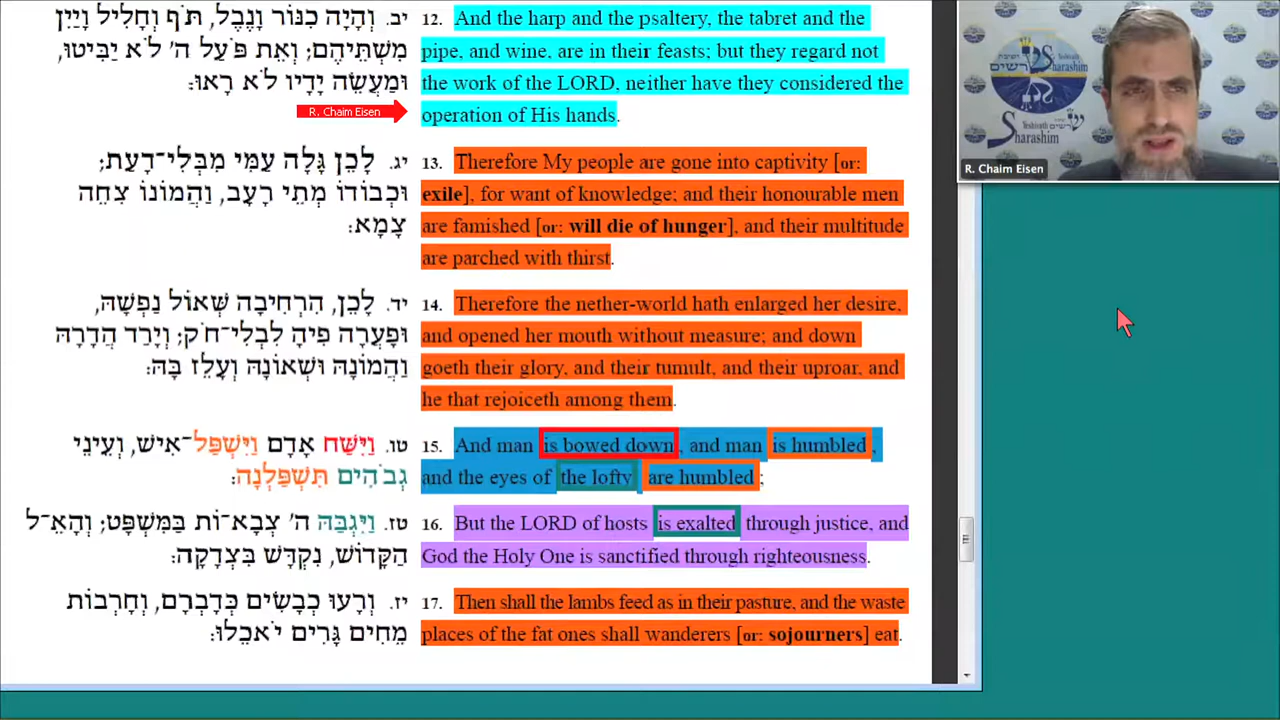 יב. וְהָיָה כִנּוֹר וָנֶבֶל, תֹּף וְחָלִיל וָיַיִן
מִשְׁתֵּיהֶם; וְאֵת פֹּעַל ה' לֹא יַבִּיטוּ,
וּמַעֲשֵׂה יָדָיו לֹא רָאוּ:
R. Chaim Eisen
12. And the harp and the psaltery, the tabret and the
pipe, and wine, are in their feasts; but they regard not
the work of the LORD, neither have they considered the
operation of His hands.
יג. לָכֵן גָּלָה עַמִּי מִבְּלִי־דָעַת;
וּכְבוֹדוֹ מְתֵי רָעָב, וַהֲמוֹנוֹ צִחֵה
צָמָא:
13. Therefore My people are gone into captivity [or:
exile], for want of knowledge; and their honourable men
are famished [or: will die of hunger], and their multitude
are parched with thirst.
יד. לָכֵן, הִרְחִיבָה שְּׁאוֹל נַפְשָׁהּ,
וּפָעֲרָה פִיהָ לִבְלִי־חֹק; וְיָרַד הֲדָרָהּ
וַהֲמוֹנָהּ וּשְׁאוֹנָהּ וְעָלֵז בָּהּ:
14. Therefore the nether-world hath enlarged her desire,
and opened her mouth without measure; and down
goeth their glory, and their tumult, and their uproar, and
he that rejoiceth among them.
טו. וַיִּשַּׁח אָדָם וַיִּשְׁפַּל־אִישׁ, וְעֵינֵי
גְבֹהִים תִּשְׁפַּלְנָה:
15. And man is bowed down, and man is humbled,
and the eyes of the lofty are humbled;
טז. וַיִּגְבַּהּ ה' צְבָא־וֹת בַּמִּשְׁפָּט; וְהָאֵ־ל
הַקָּדוֹשׁ, נִקְדָּשׁ בִּצְדָקָה:
16. But the LORD of hosts is exalted through justice, and
God the Holy One is sanctified through righteousness.
יז. וְרָעוּ כְבָשִׂים כְּדָבְרָם, וְחָרְבוֹת
מֵחִים גָּרִים יֹאכֵלוּ:
17. Then shall the lambs feed as in their pasture, and the waste
places of the fat ones shall wanderers [or: sojourners] eat.
Sharashim
שרשים
Yeshivath שרשים
Sharashim
R. Chaim Eisen